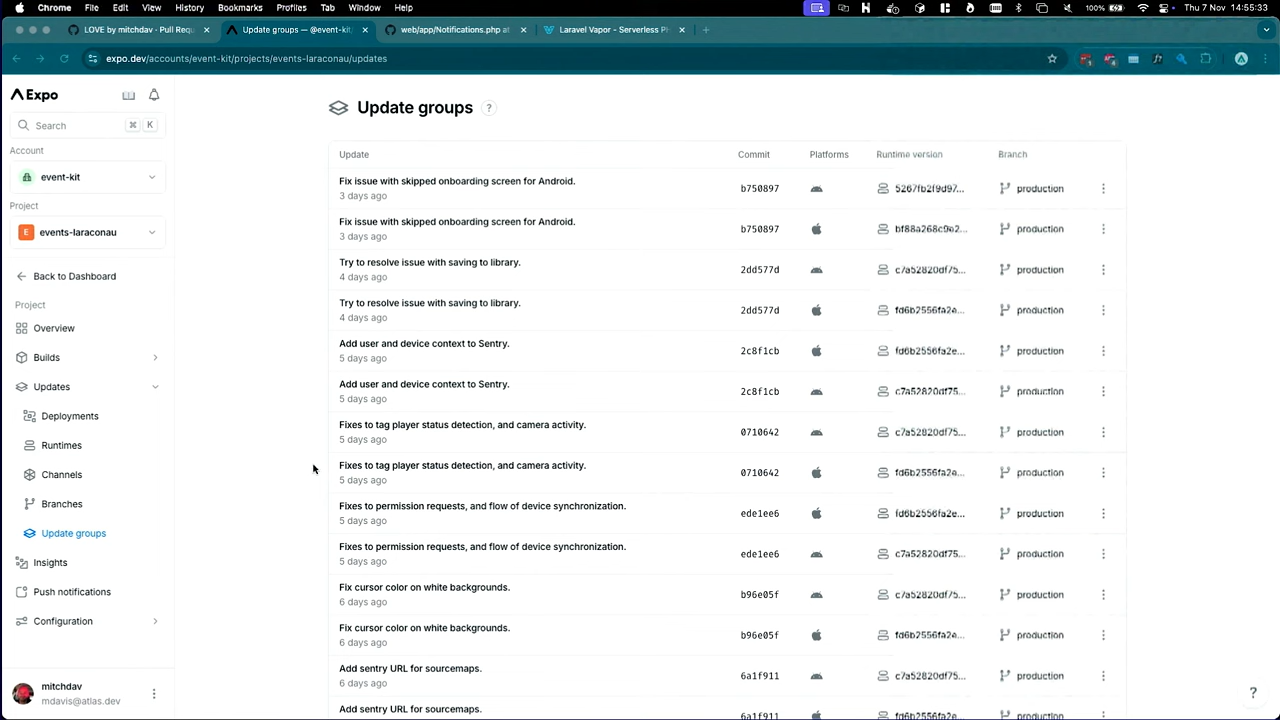 Chrome File Edit View History Bookmarks Profiles Tab Window Help 100% Thu 7 Nov 14:55:33
LOVE by mitchdav - Pull Requ
Update groups — @event-kit/
web/app/Notifications.php at
Laravel Vapor - Serverless P
expo.dev/accounts/event-kit/projects/events-laraconau/updates
Expo
Search ⌘ K
Account
event-kit
Project
E events-laraconau
Back to Dashboard
Project
Overview
Builds
Updates
Deployments
Runtimes
Channels
Branches
Update groups
Insights
Push notifications
Configuration
mitchdav
mdavis@atlas.dev
Update groups ?
Update Commit Platforms Runtime version Branch
Fix issue with skipped onboarding screen for Android.
3 days ago
b750897 5267fb2f9d97... production
Fix issue with skipped onboarding screen for Android.
3 days ago
b750897 bf88a268c9e2... production
Try to resolve issue with saving to library.
4 days ago
2dd577d c7a52820df75... production
Try to resolve issue with saving to library.
4 days ago
2dd577d fd6b2556fa2e... production
Add user and device context to Sentry.
5 days ago
2c8f1cb fd6b2556fa2e... production
Add user and device context to Sentry.
5 days ago
2c8f1cb c7a52820df75... production
Fixes to tag player status detection, and camera activity.
5 days ago
0710642 c7a52820df75... production
Fixes to tag player status detection, and camera activity.
5 days ago
0710642 fd6b2556fa2e... production
Fixes to permission requests, and flow of device synchronization.
5 days ago
ede1ee6 fd6b2556fa2e... production
Fixes to permission requests, and flow of device synchronization.
5 days ago
ede1ee6 c7a52820df75... production
Fix cursor color on white backgrounds.
6 days ago
b96e05f c7a52820df75... production
Fix cursor color on white backgrounds.
6 days ago
b96e05f fd6b2556fa2e... production
Add sentry URL for sourcemaps.
6 days ago
6a1f911 c7a52820df75... production
Add sentry URL for sourcemaps.
6a1f911 fd6b2556fa2e... production
?